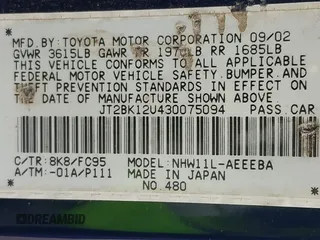 MFD.BY: TOYOTA MOTOR CORPORATION 09/02
GVWR 3615LB GAWR FR 1970LB RR 1685LB
THIS VEHICLE CONFORMS TO ALL APPLICABLE
FEDERAL MOTOR VEHICLE SAFETY, BUMPER, AND
THEFT PREVENTION STANDARDS IN EFFECT ON
THE DATE OF MANUFACTURE SHOWN ABOVE.
JT2BK12U430075094 PASS.CAR
C/TR: 8K8/FC95 MODEL: NHW11L-AEEEBA
A/TM: -01A/P111 MADE IN JAPAN
NO.480
DREAMBID